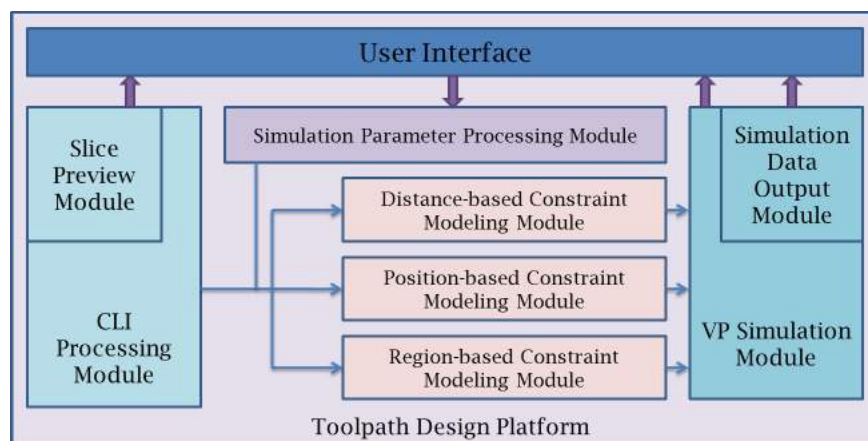 User Interface
Slice
Preview
Module
CLI
Processing
Module
Simulation Parameter Processing Module
Distance-based Constraint
Modeling Module
Position-based Constraint
Modeling Module
Region-based Constraint
Modeling Module
Simulation
Data
Output
Module
VP Simulation
Module
Toolpath Design Platform